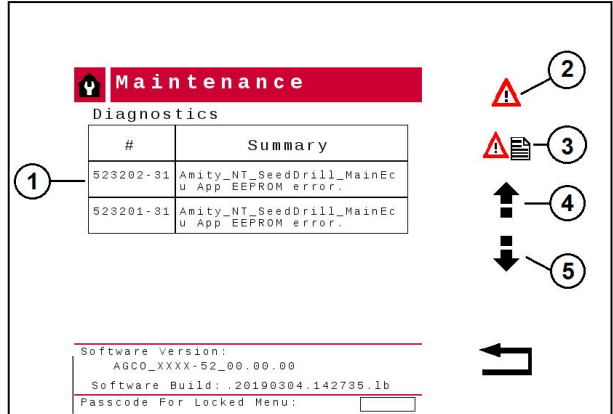 Maintenance
Diagnostics
# Summary
523202-31 Amity_NT_SeedDrill_MainEc
u App EEPROM error.
523201-31 Amity_NT_SeedDrill_MainEc
u App EEPROM error.
Software Version:
AGCO_XXXX-52_00.00.00
Software Build: .20190304.142735.lb
Passcode For Locked Menu:
1
2
3
4
5